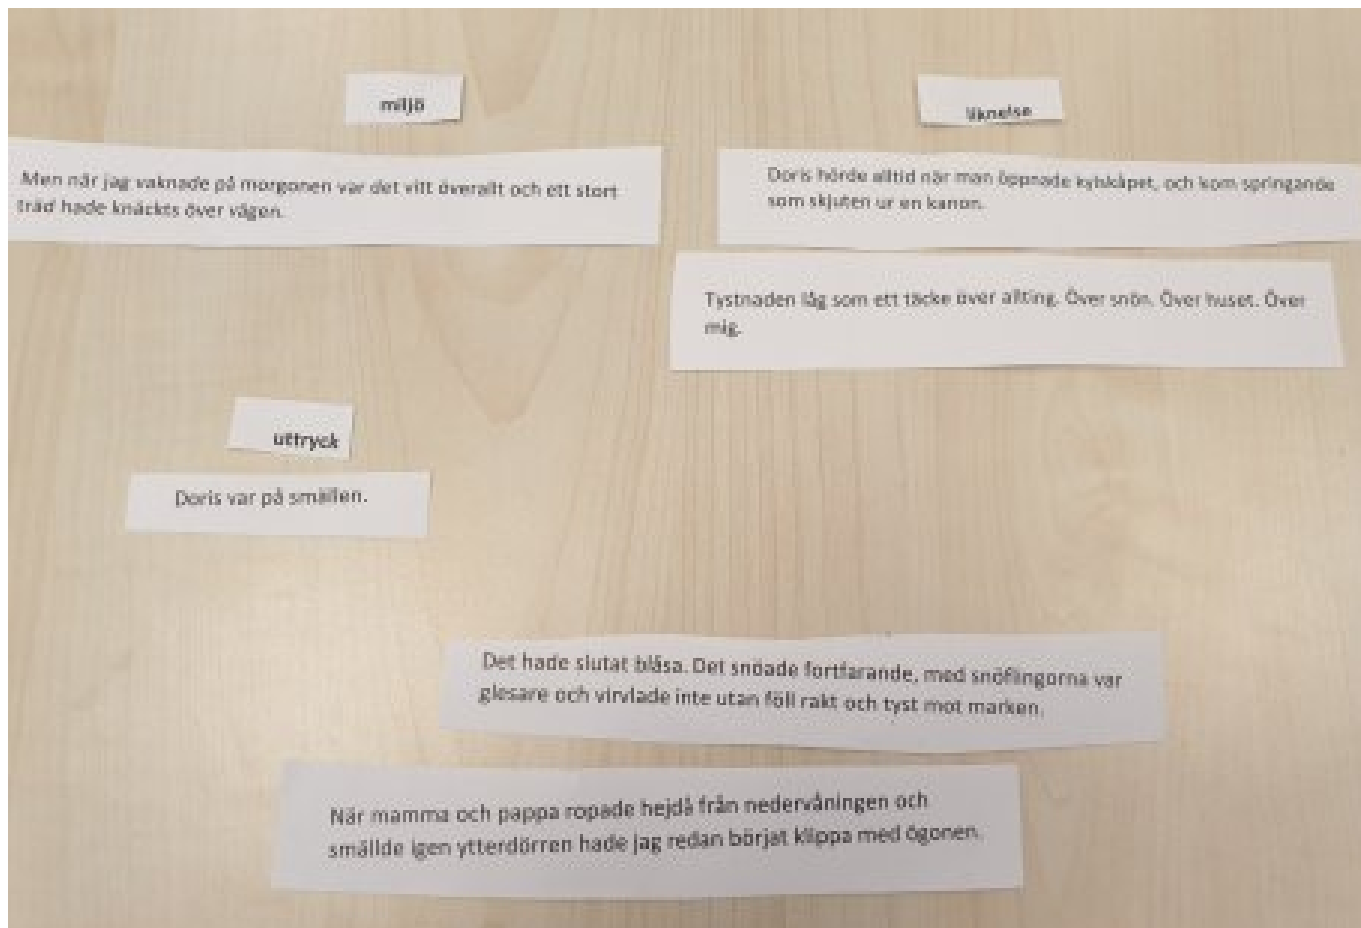 miljö
liknelse
Men när jag vaknade på morgonen var det vitt överallt och ett stort
träd hade knäckts över vägen.
Doris hörde alltid när man öppnade kylskåpet, och kom springande
som skjuten ur en kanon.
Tystnaden låg som ett täcke över allting. Över snön. Över huset. Över
mig.
uttryck
Doris var på smällen.
Det hade slutat blåsa. Det snöade fortfarande, med snöflingorna var
glesare och virvlade inte utan föll rakt och tyst mot marken.
När mamma och pappa ropade hejdå från nedervåningen och
smällde igen ytterdörren hade jag redan börjat klippa med ögonen.